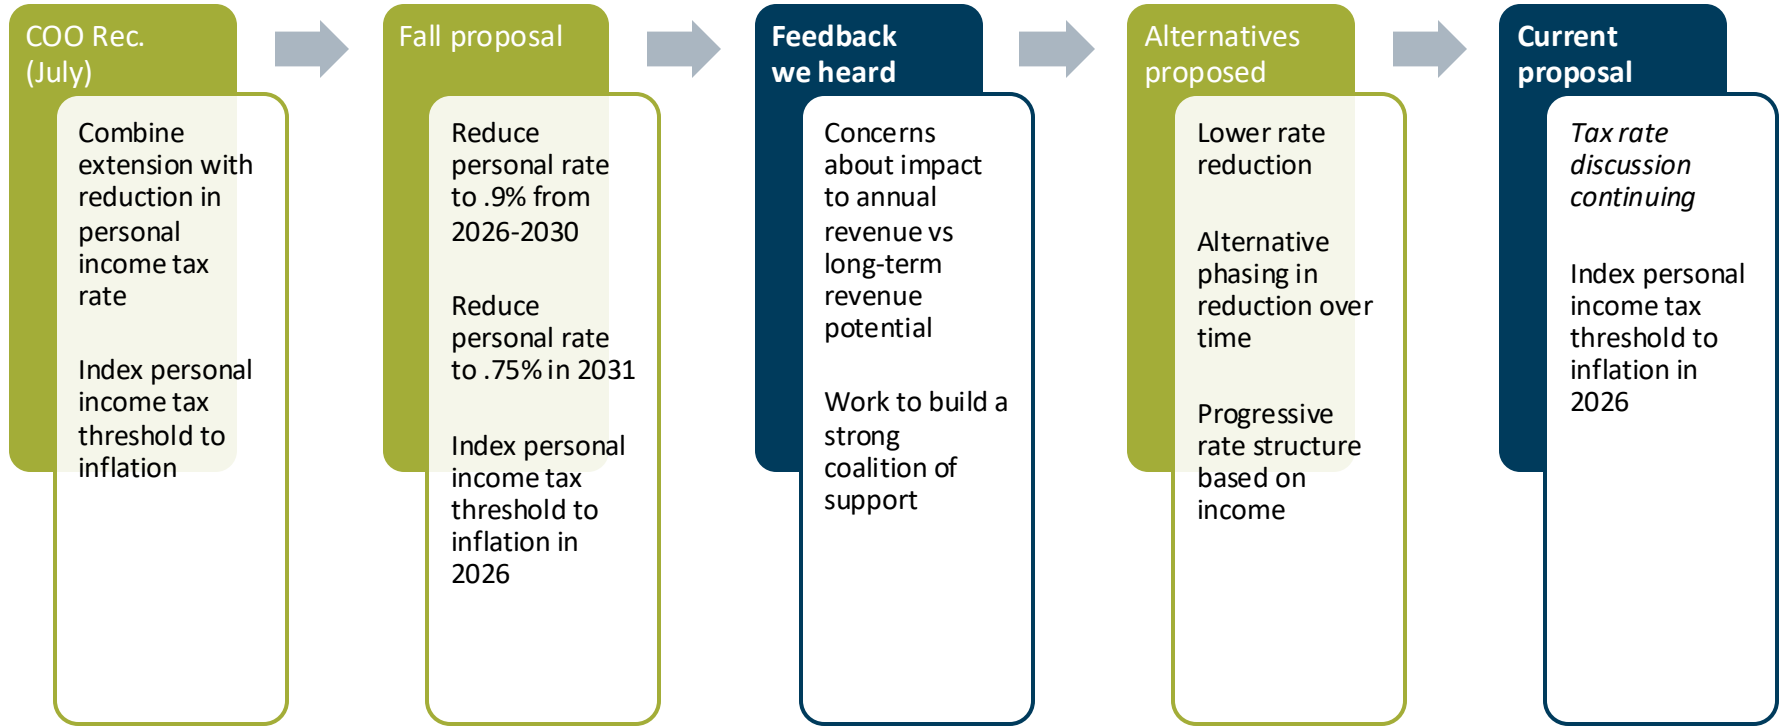 COO Rec.
(July)
Combine
extension with
reduction in
personal
income tax
rate
Index personal
income tax
threshold to
inflation
Fall proposal
Reduce
personal rate
to .9% from
2026-2030
Reduce
personal rate
to .75% in 2031
Index personal
income tax
threshold to
inflation in
2026
Feedback
we heard
Concerns
about impact
to annual
revenue vs
long-term
revenue
potential
Work to build a
strong
coalition of
support
Alternatives
proposed
Lower rate
reduction
Alternative
phasing in
reduction over
time
Progressive
rate structure
based on
income
Current
proposal
Tax rate
discussion
continuing
Index personal
income tax
threshold to
inflation in
2026